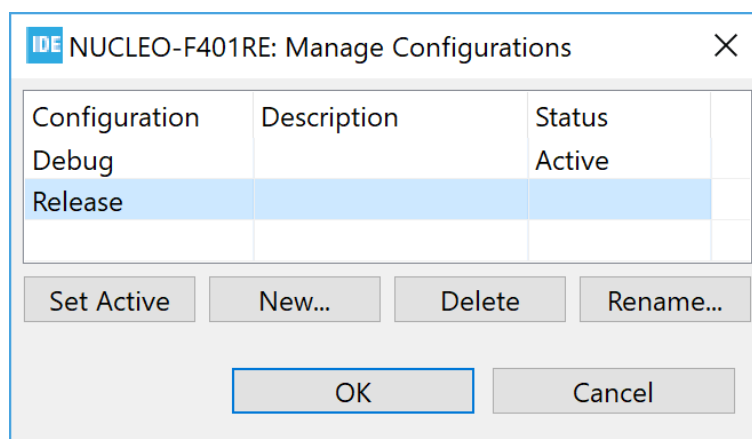 IDE NUCLEO-F401RE: Manage Configurations
Configuration Description Status
Debug Active
Release
Set Active New... Delete Rename...
OK Cancel